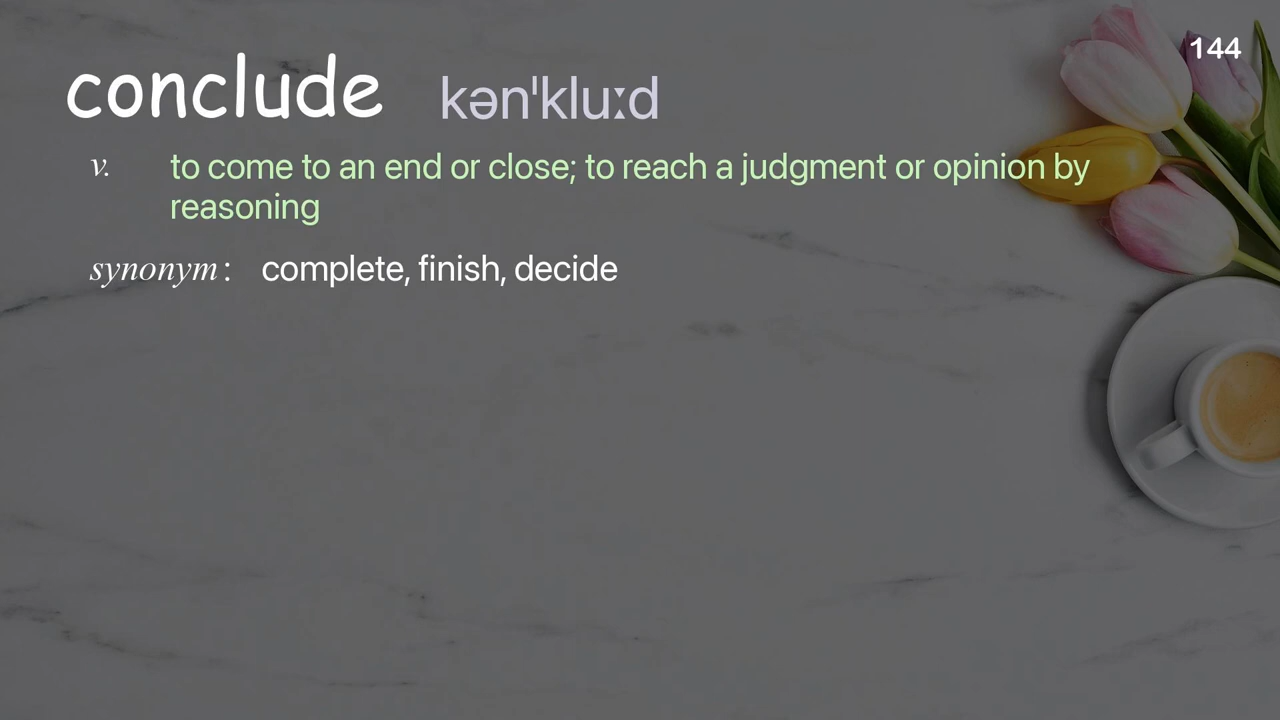 144
conclude kən'kluːd
v. to come to an end or close; to reach a judgment or opinion by
reasoning
synonym : complete, finish, decide